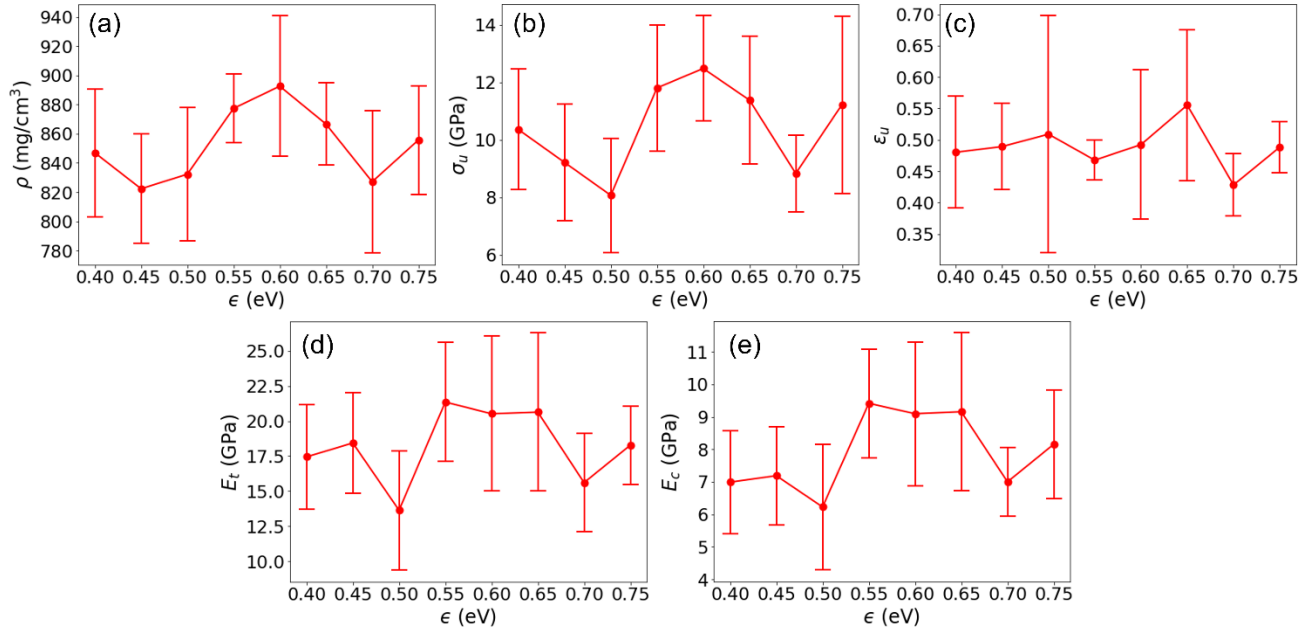 (a)
ρ (mg/cm³)
940
920
900
880
860
840
820
800
780
0.40 0.45 0.50 0.55 0.60 0.65 0.70 0.75
ϵ (eV)
(b)
σ_u (GPa)
14
12
10
8
6
0.40 0.45 0.50 0.55 0.60 0.65 0.70 0.75
ϵ (eV)
(c)
ε_u
0.70
0.65
0.60
0.55
0.50
0.45
0.40
0.35
0.40 0.45 0.50 0.55 0.60 0.65 0.70 0.75
ϵ (eV)
(d)
E_t (GPa)
25.0
22.5
20.0
17.5
15.0
12.5
10.0
0.40 0.45 0.50 0.55 0.60 0.65 0.70 0.75
ϵ (eV)
(e)
E_c (GPa)
11
10
9
8
7
6
5
4
0.40 0.45 0.50 0.55 0.60 0.65 0.70 0.75
ϵ (eV)